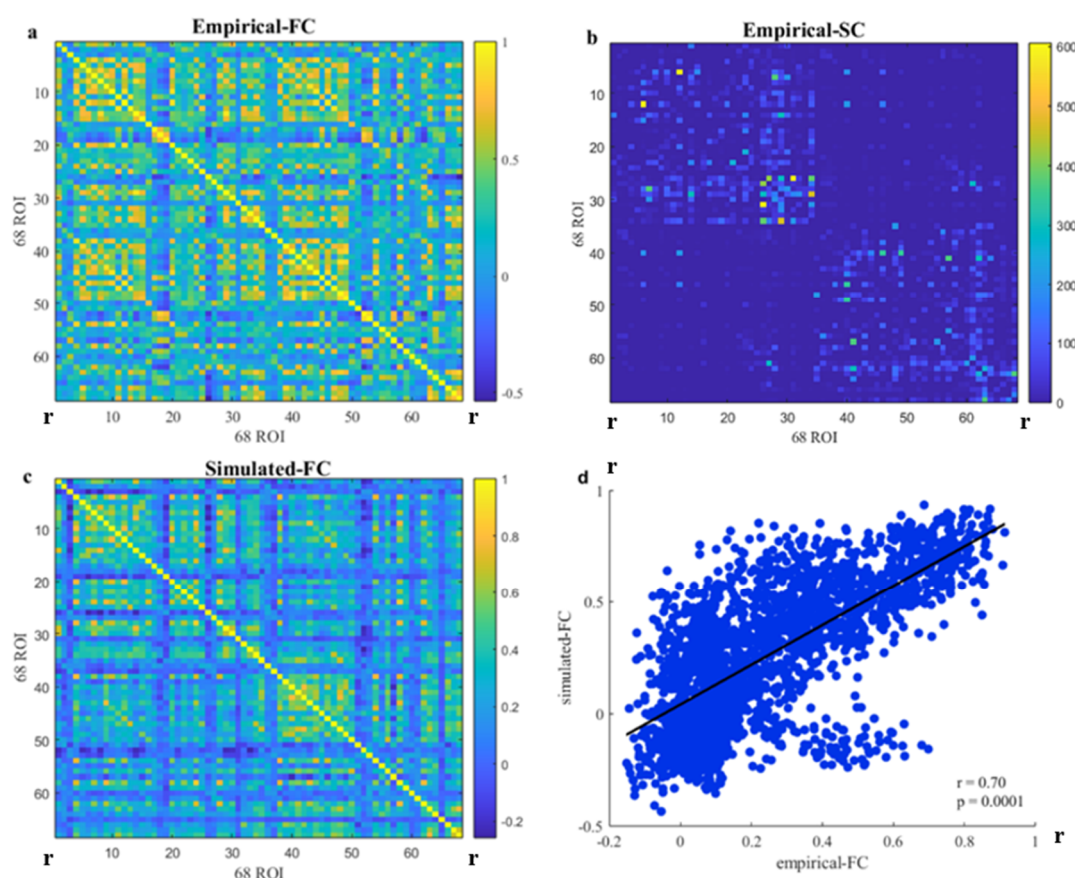 a
Empirical-FC
1
0.5
0
-0.5
10
20
30
40
50
60
68 ROI
r
10
20
30
40
50
60
r
68 ROI
b
Empirical-SC
600
500
400
300
200
100
0
10
20
30
40
50
60
68 ROI
r
10
20
30
40
50
60
r
68 ROI
c
Simulated-FC
1
0.8
0.6
0.4
0.2
0
-0.2
10
20
30
40
50
60
68 ROI
r
10
20
30
40
50
60
r
68 ROI
r
d
1
0.5
0
-0.5
simulated-FC
r = 0.70
p = 0.0001
-0.2
0
0.2
0.4
0.6
0.8
1
r
empirical-FC